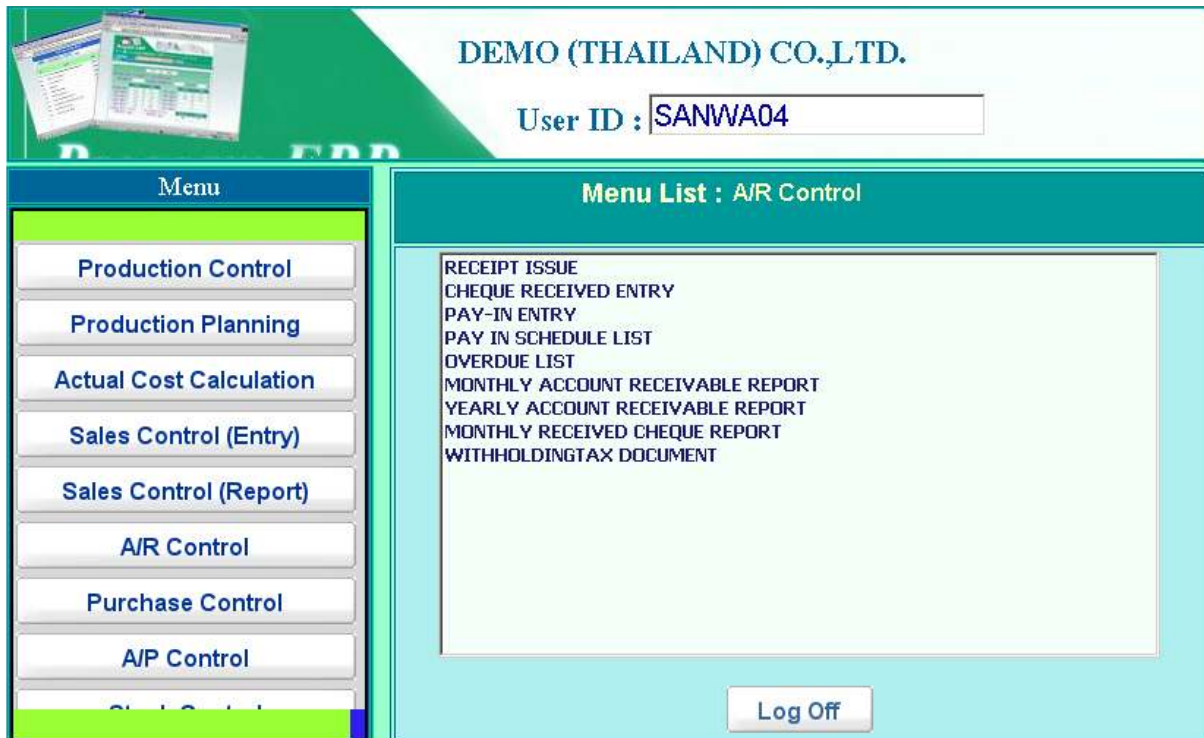 DEMO (THAILAND) CO.,LTD.
User ID : SANWA04
Menu
Production Control
Production Planning
Actual Cost Calculation
Sales Control (Entry)
Sales Control (Report)
A/R Control
Purchase Control
A/P Control
Menu List : A/R Control
RECEIPT ISSUE
CHEQUE RECEIVED ENTRY
PAY-IN ENTRY
PAY IN SCHEDULE LIST
OVERDUE LIST
MONTHLY ACCOUNT RECEIVABLE REPORT
YEARLY ACCOUNT RECEIVABLE REPORT
MONTHLY RECEIVED CHEQUE REPORT
WITHHOLDINGTAX DOCUMENT
Log Off